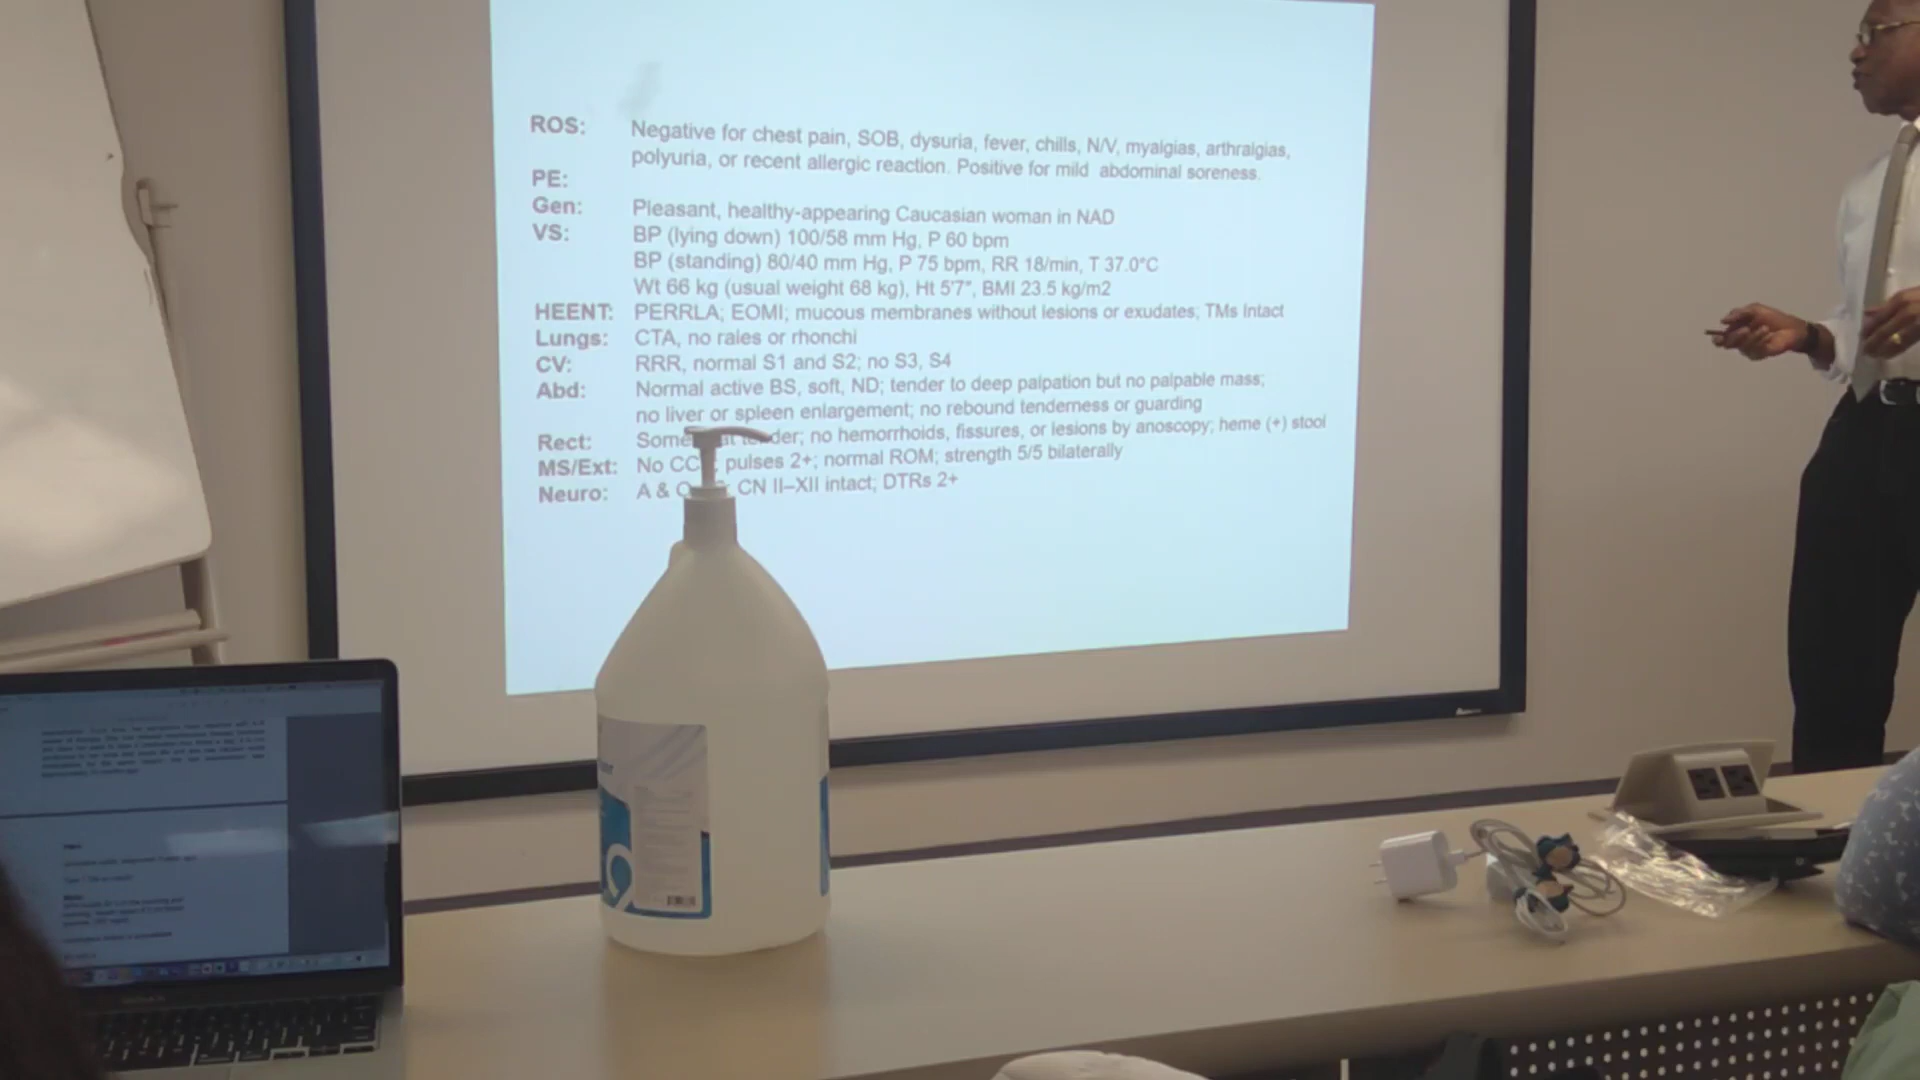 ROS: Negative for chest pain, SOB, dysuria, fever, chills, N/V, myalgias, arthralgias,
polyuria, or recent allergic reaction. Positive for mild abdominal soreness.
PE:
Gen: Pleasant, healthy-appearing Caucasian woman in NAD
VS: BP (lying down) 100/58 mm Hg, P 60 bpm
BP (standing) 80/40 mm Hg, P 75 bpm, RR 18/min, T 37.0°C
Wt 66 kg (usual weight 68 kg), Ht 5'7", BMI 23.5 kg/m2
HEENT: PERRLA; EOMI; mucous membranes without lesions or exudates; TMs Intact
Lungs: CTA, no rales or rhonchi
CV: RRR, normal S1 and S2; no S3, S4
Abd: Normal active BS, soft, ND; tender to deep palpation but no palpable mass;
no liver or spleen enlargement; no rebound tenderness or guarding
Rect: no hemorrhoids, fissures, or lesions by anoscopy; heme (+) stool
MS/Ext: No pulses 2+; normal ROM; strength 5/5 bilaterally
Neuro: A & CN II–XII intact; DTRs 2+